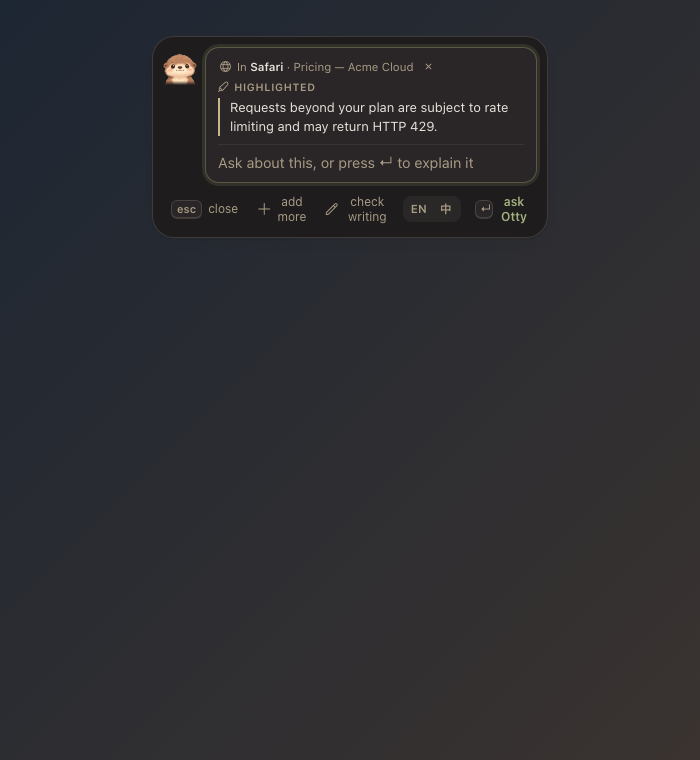 In Safari · Pricing — Acme Cloud ×
HIGHLIGHTED
Requests beyond your plan are subject to rate
limiting and may return HTTP 429.
Ask about this, or press ↵ to explain it
esc close
add more
check writing
EN 中
↵ ask Otty